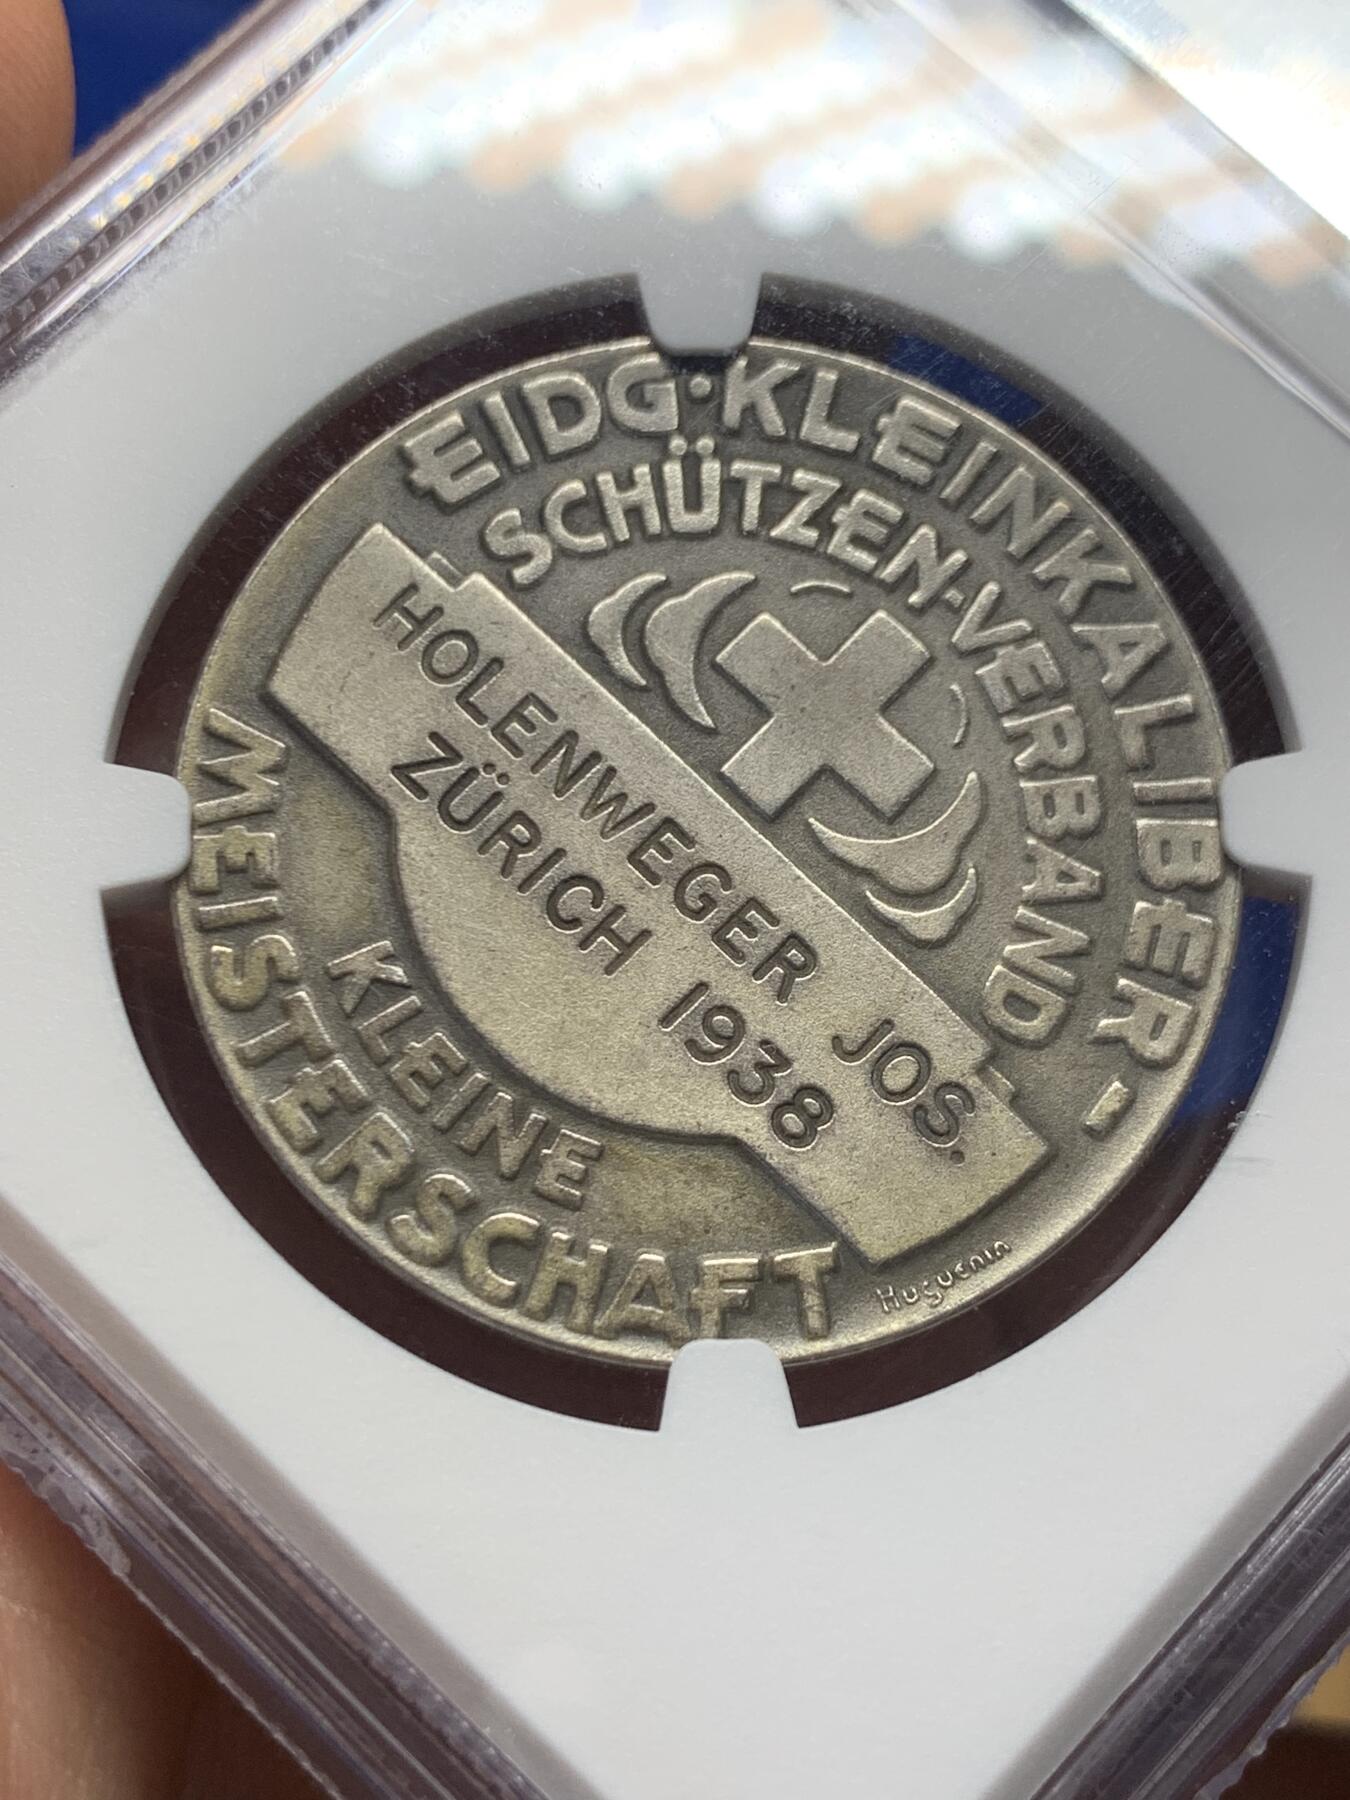 EIDG·KLEINKALIBER-
SCHÜTZEN-VERBAND
HOLENWEGER JOS.
ZÜRICH 1938
KLEINE
MEISTERSCHAFT
Huguenin